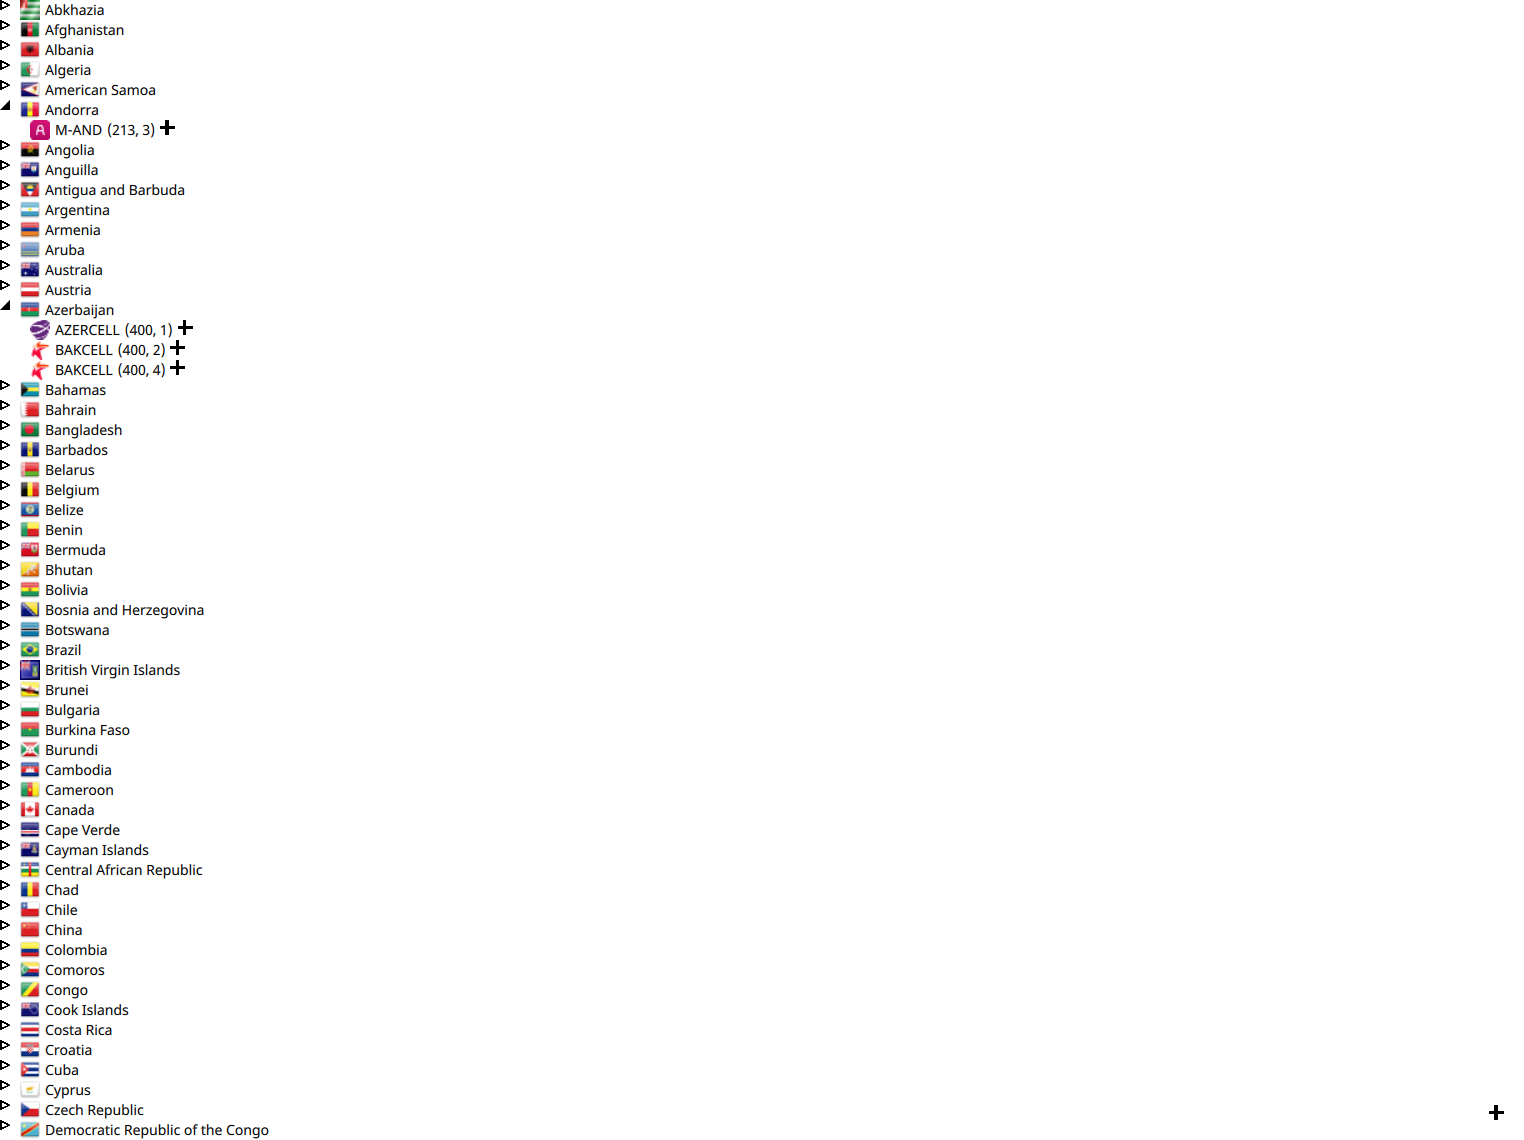 Abkhazia
Afghanistan
Albania
Algeria
American Samoa
Andorra
M-AND (213, 3)
Angolia
Anguilla
Antigua and Barbuda
Argentina
Armenia
Aruba
Australia
Austria
Azerbaijan
AZERCELL (400, 1)
BAKCELL (400, 2)
BAKCELL (400, 4)
Bahamas
Bahrain
Bangladesh
Barbados
Belarus
Belgium
Belize
Benin
Bermuda
Bhutan
Bolivia
Bosnia and Herzegovina
Botswana
Brazil
British Virgin Islands
Brunei
Bulgaria
Burkina Faso
Burundi
Cambodia
Cameroon
Canada
Cape Verde
Cayman Islands
Central African Republic
Chad
Chile
China
Colombia
Comoros
Congo
Cook Islands
Costa Rica
Croatia
Cuba
Cyprus
Czech Republic
Democratic Republic of the Congo